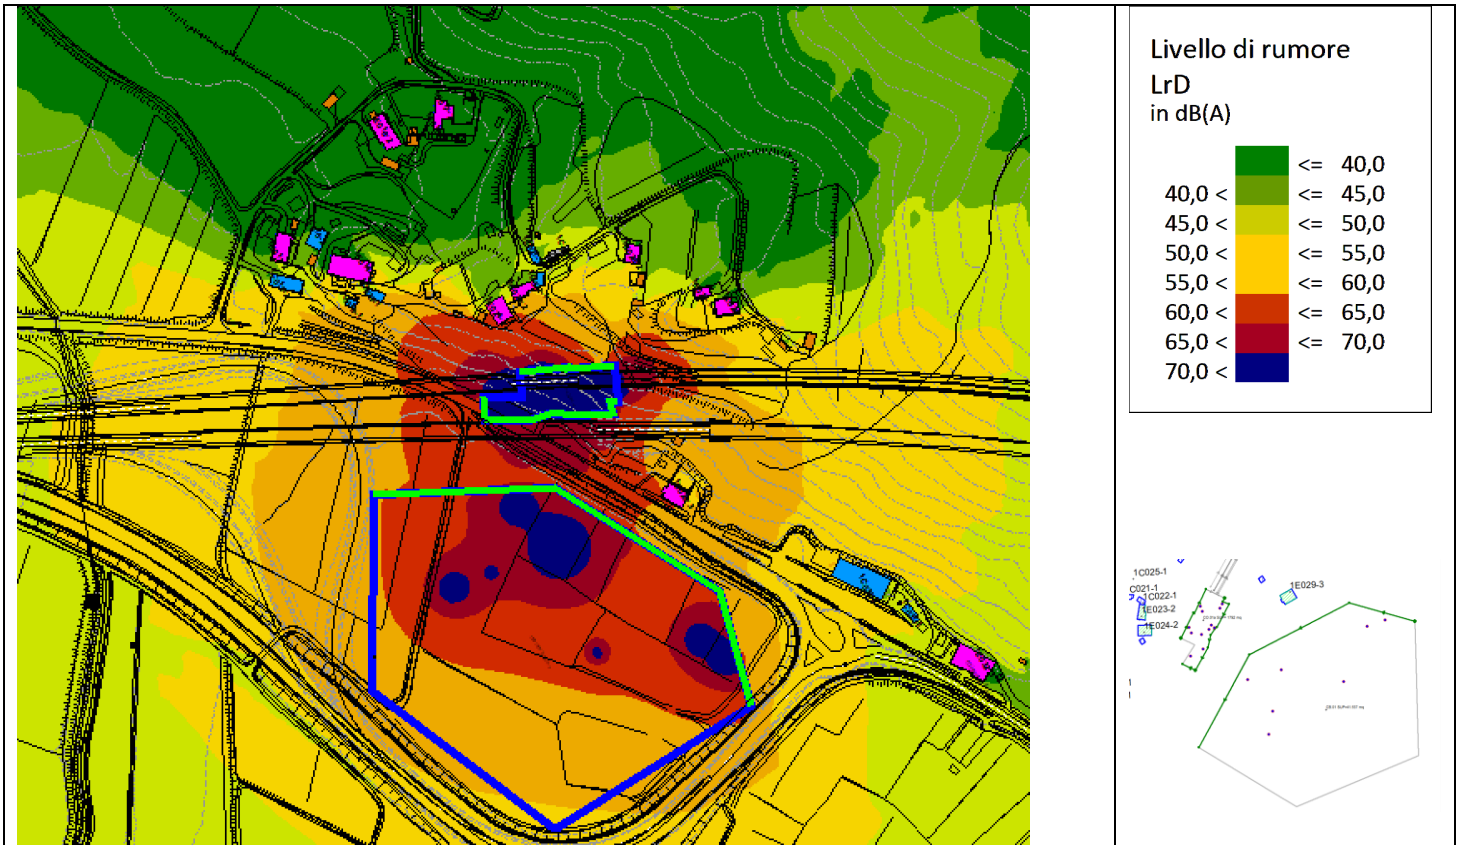 Livello di rumore
LrD
in dB(A)
<= 40,0
40,0 < <= 45,0
45,0 < <= 50,0
50,0 < <= 55,0
55,0 < <= 60,0
60,0 < <= 65,0
65,0 < <= 70,0
70,0 <
1C025-1
C021-1
1C022-1
1E023-2
1E024-2
1E029-3